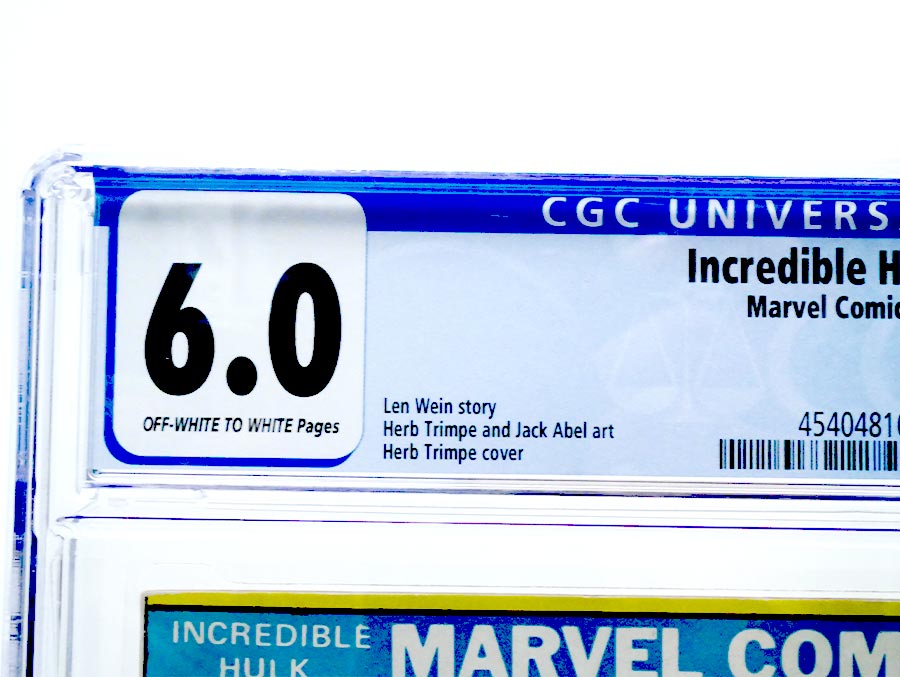 CGC UNIVERS
Incredible H
Marvel Comic
6.0
OFF-WHITE TO WHITE Pages
Len Wein story
Herb Trimpe and Jack Abel art
Herb Trimpe cover
4540481
INCREDIBLE
HULK
MARVEL COM